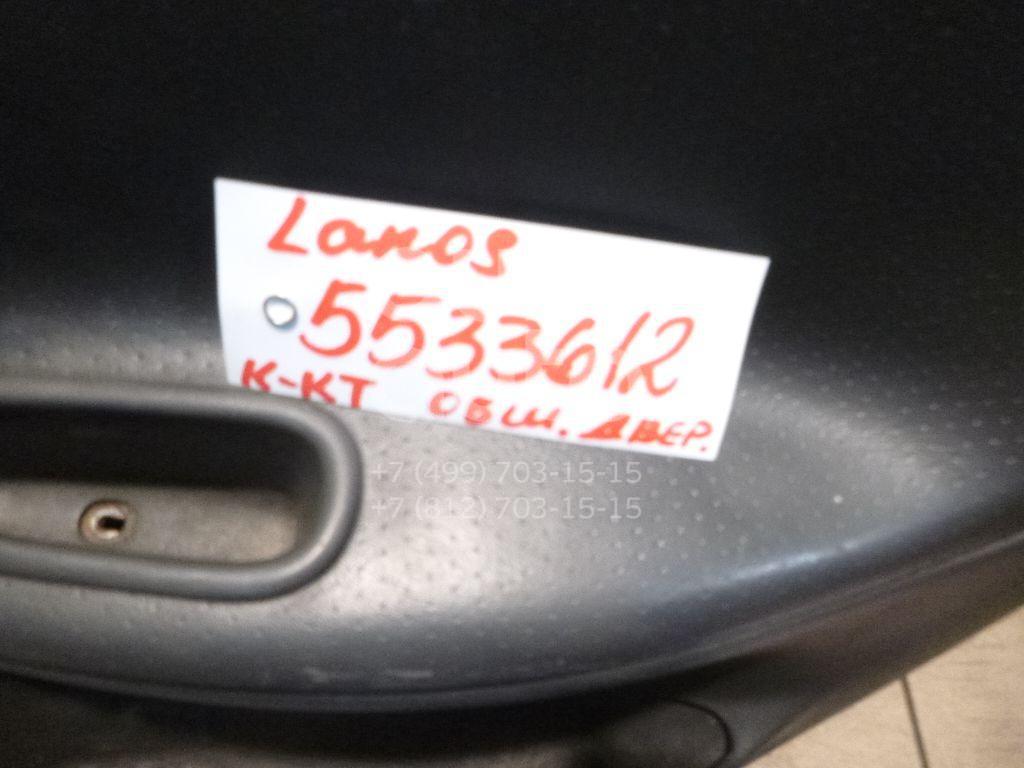 Lanos
5533612
К-КТ ОБШ. ДВЕР.
+7 (499) 703-15-15
+7 (812) 703-15-15